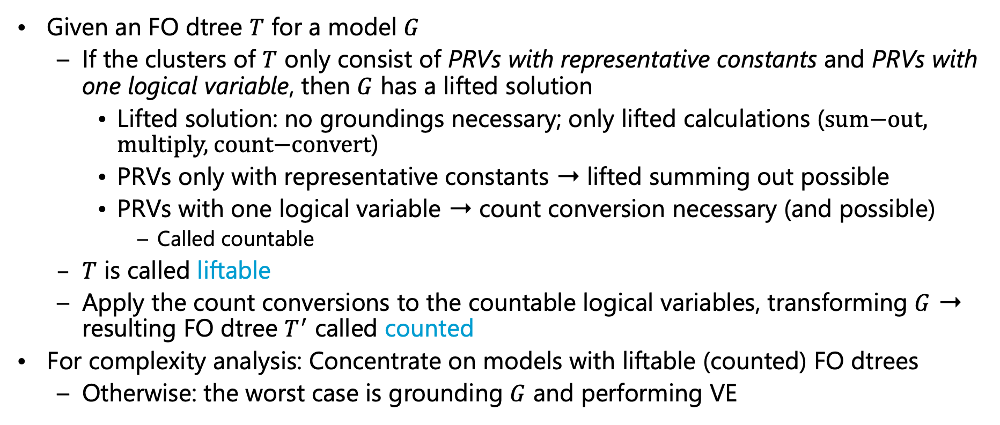 • Given an FO dtree T for a model G
– If the clusters of T only consist of PRVs with representative constants and PRVs with
one logical variable, then G has a lifted solution
• Lifted solution: no groundings necessary; only lifted calculations (sum−out,
multiply, count−convert)
• PRVs only with representative constants → lifted summing out possible
• PRVs with one logical variable → count conversion necessary (and possible)
– Called countable
– T is called liftable
– Apply the count conversions to the countable logical variables, transforming G →
resulting FO dtree T′ called counted
• For complexity analysis: Concentrate on models with liftable (counted) FO dtrees
– Otherwise: the worst case is grounding G and performing VE